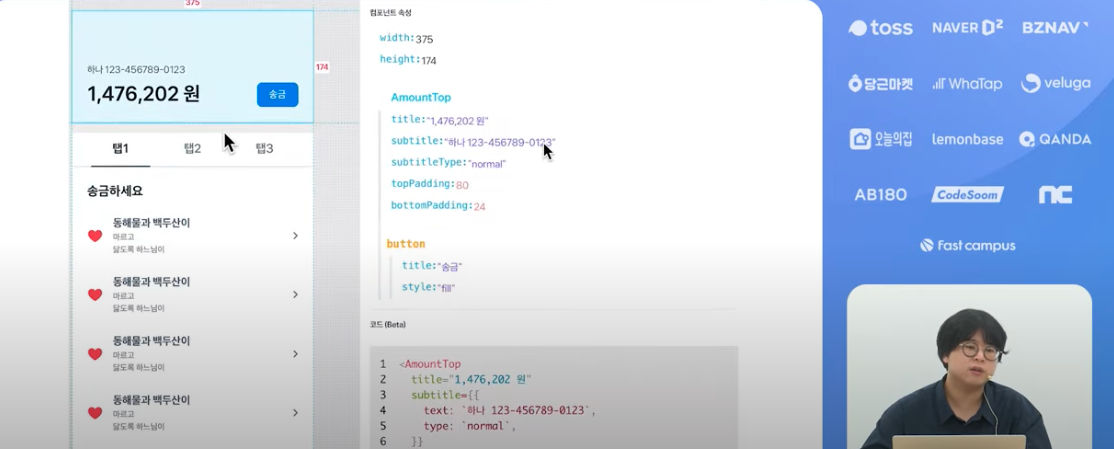 375
하나 123-456789-0123
1,476,202 원
송금
174
탭1
탭2
탭3
송금하세요
동해물과 백두산이
마르고
닳도록 하느님이
동해물과 백두산이
마르고
닳도록 하느님이
동해물과 백두산이
마르고
닳도록 하느님이
동해물과 백두산이
마르고
닳도록 하느님이
컴포넌트 속성
width:375
height:174
AmountTop
title:"1,476,202 원"
subtitle:"하나 123-456789-0123"
subtitleType:"normal"
topPadding:80
bottomPadding:24
button
title:"송금"
style:"fill"
코드 (Beta)
1 <AmountTop
2 title="1,476,202 원"
3 subtitle={{
4 text: `하나 123-456789-0123`,
5 type: `normal`,
6 }}
toss
NAVER D2
BZNAV
당근마켓
WhaTap
veluga
오늘의집
lemonbase
QANDA
AB180
CodeSoom
nc
Fast campus